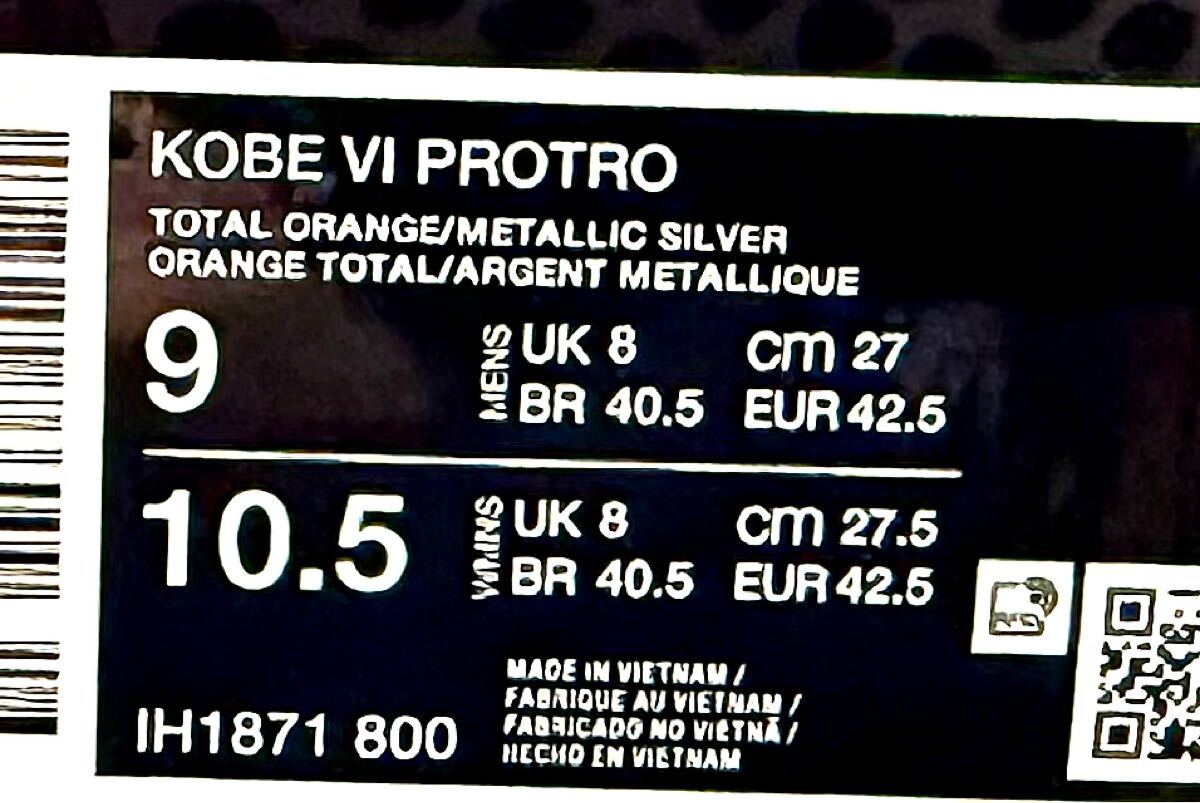 KOBE VI PROTRO
TOTAL ORANGE/METALLIC SILVER
ORANGE TOTAL/ARGENT METALLIQUE
9 MENS UK 8 cm 27
BR 40.5 EUR 42.5
10.5 WMNS UK 8 cm 27.5
BR 40.5 EUR 42.5
MADE IN VIETNAM /
FABRIQUE AU VIETNAM /
FABRICADO NO VIETNÃ /
HECHO EN VIETNAM
IH1871 800